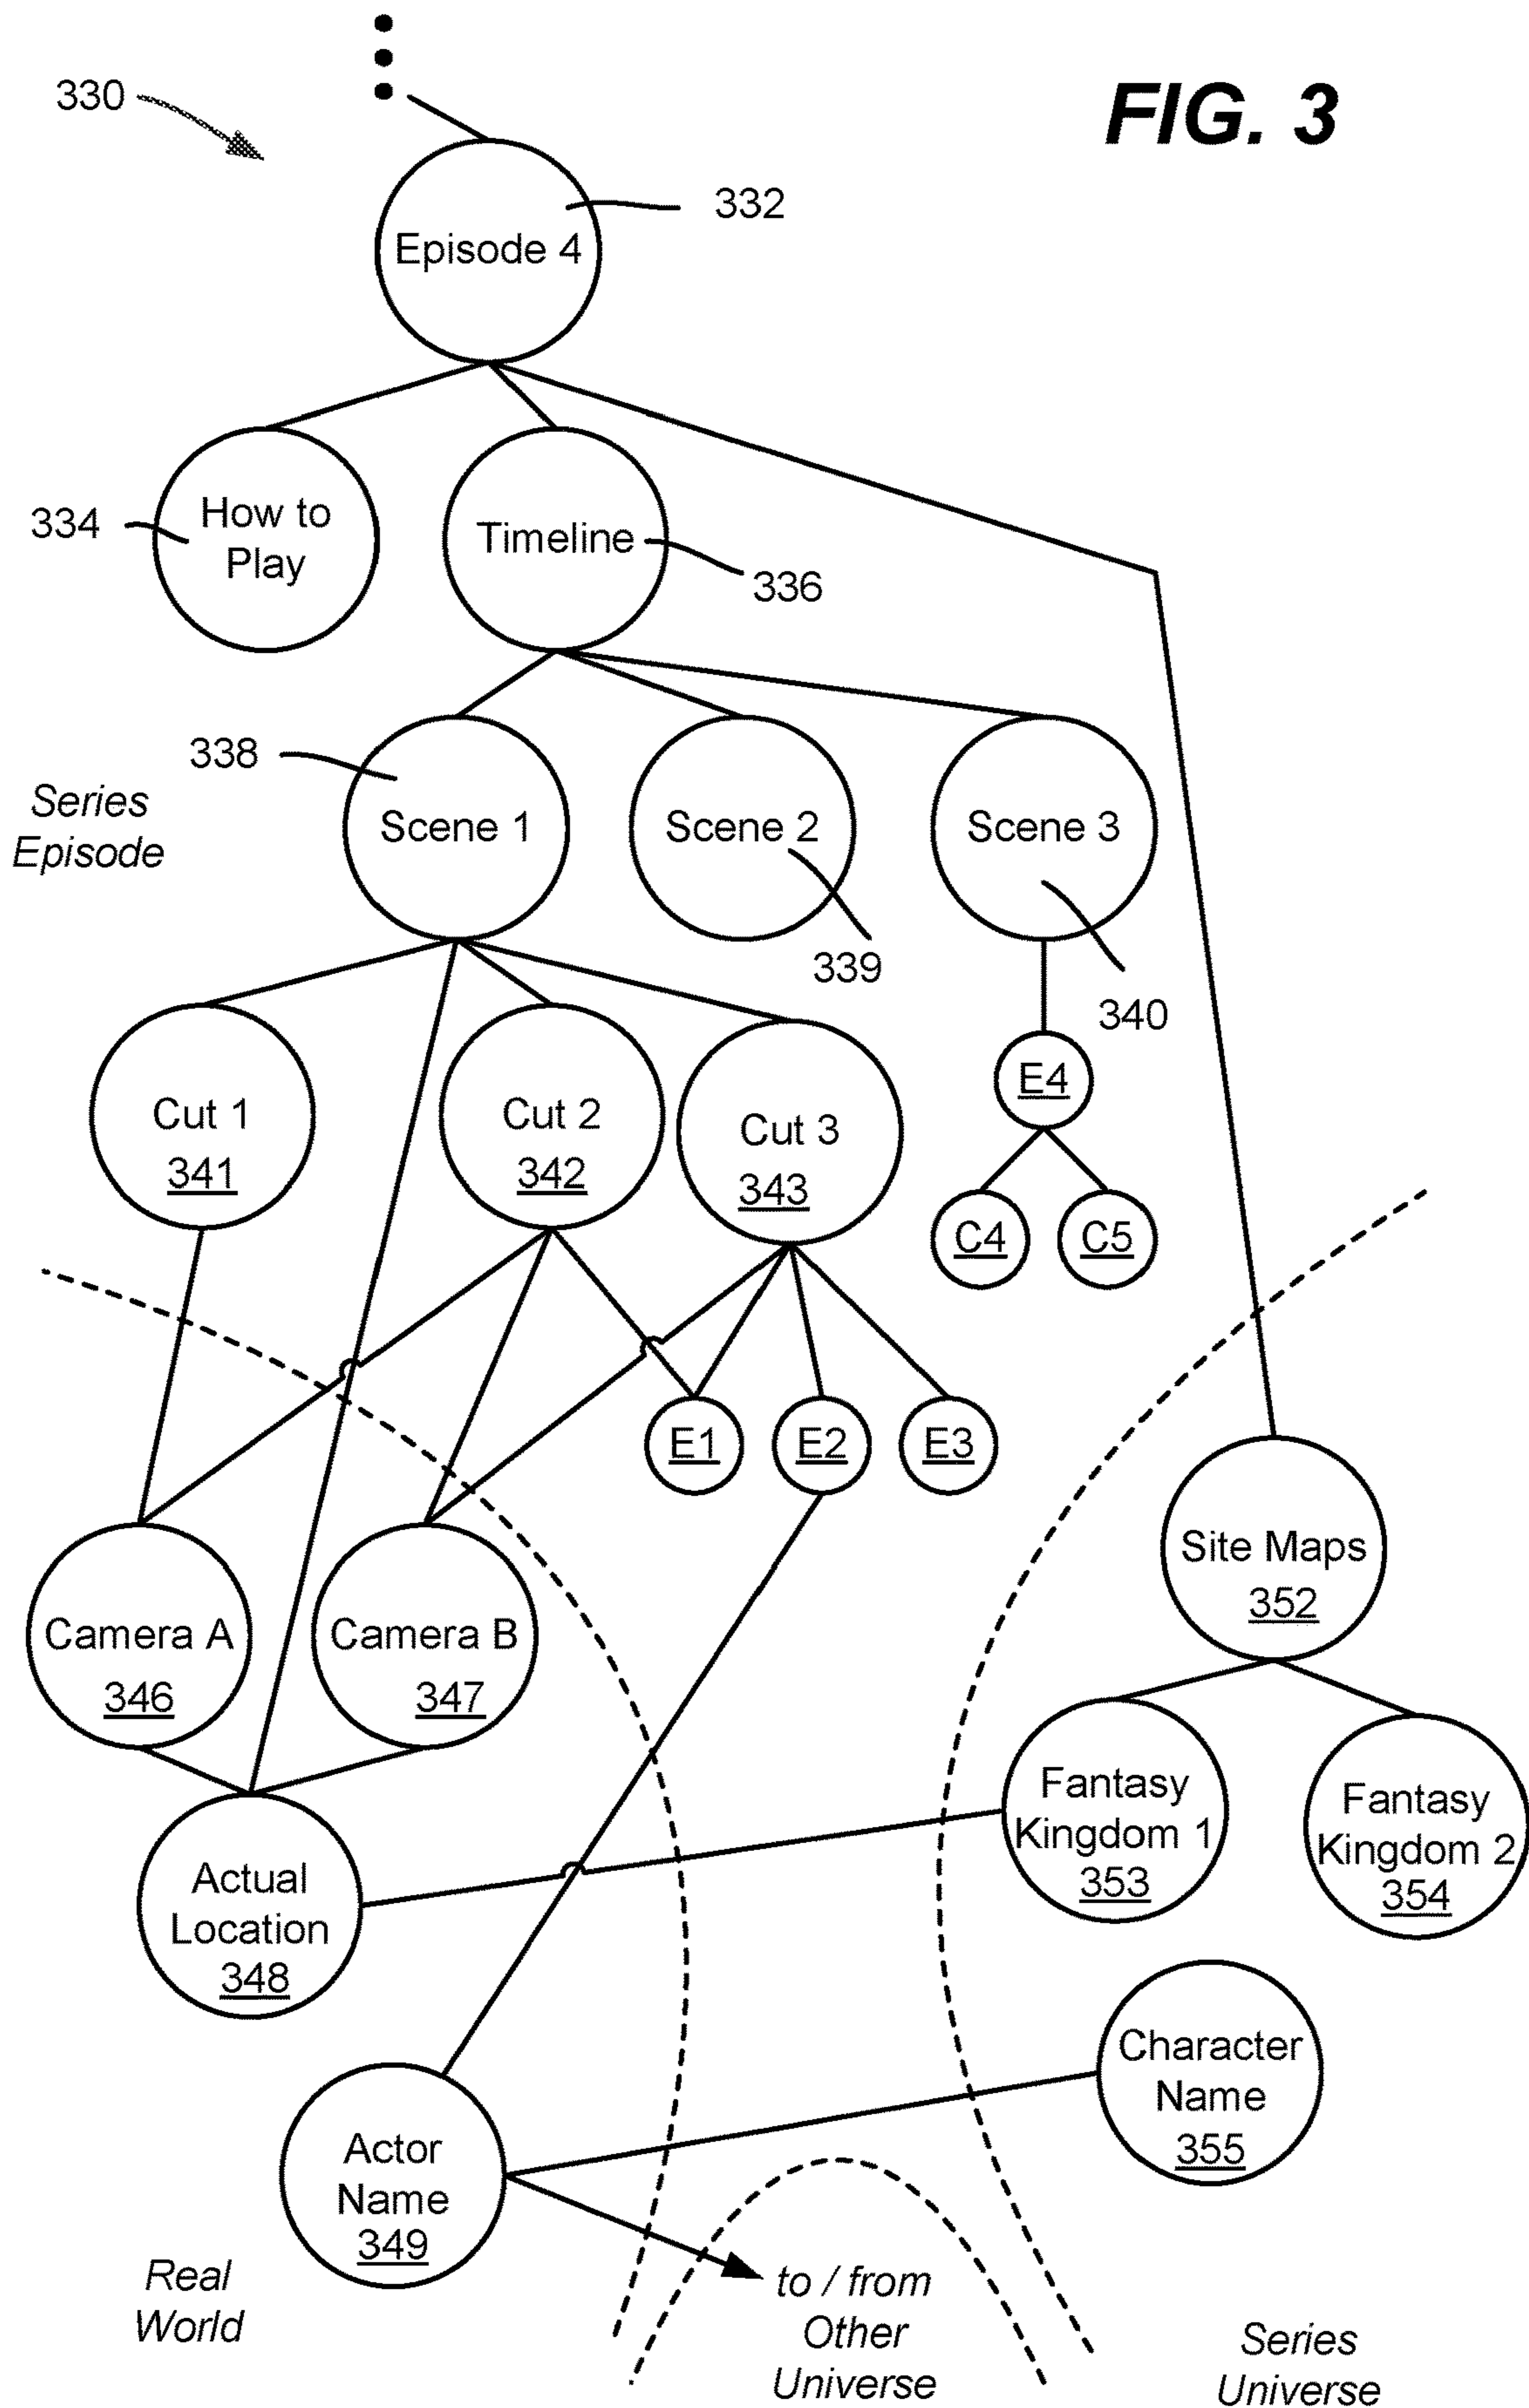 FIG. 3
330
332
Episode 4
334
How to
Play
Timeline
336
338
Series
Episode
Scene 1
Scene 2
Scene 3
339
340
E4
Cut 1
341
Cut 2
342
Cut 3
343
C4
C5
E1
E2
E3
Site Maps
352
Camera A
346
Camera B
347
Fantasy
Kingdom 1
353
Fantasy
Kingdom 2
354
Actual
Location
348
Character
Name
355
Actor
Name
349
Real
World
to / from
Other
Universe
Series
Universe